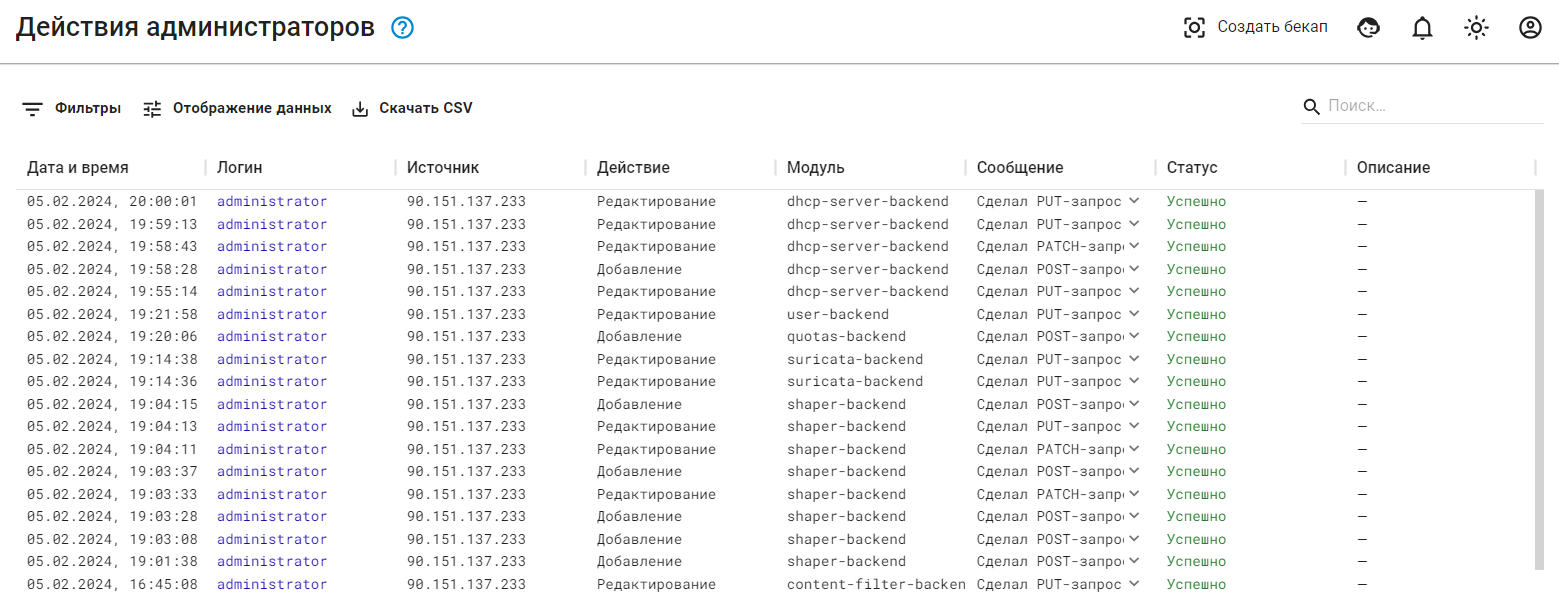 Действия администраторов ?
Создать бекап
Фильтры Отображение данных Скачать CSV
Поиск...
Дата и время Логин Источник Действие Модуль Сообщение Статус Описание
05.02.2024, 20:00:01 administrator 90.151.137.233 Редактирование dhcp-server-backend Сделал PUT-запрос Успешно —
05.02.2024, 19:59:13 administrator 90.151.137.233 Редактирование dhcp-server-backend Сделал PUT-запрос Успешно —
05.02.2024, 19:58:43 administrator 90.151.137.233 Редактирование dhcp-server-backend Сделал PATCH-запр Успешно —
05.02.2024, 19:58:28 administrator 90.151.137.233 Добавление dhcp-server-backend Сделал POST-запро Успешно —
05.02.2024, 19:55:14 administrator 90.151.137.233 Редактирование dhcp-server-backend Сделал PUT-запрос Успешно —
05.02.2024, 19:21:58 administrator 90.151.137.233 Редактирование user-backend Сделал PUT-запрос Успешно —
05.02.2024, 19:20:06 administrator 90.151.137.233 Добавление quotas-backend Сделал POST-запро Успешно —
05.02.2024, 19:14:38 administrator 90.151.137.233 Редактирование suricata-backend Сделал PUT-запрос Успешно —
05.02.2024, 19:14:36 administrator 90.151.137.233 Редактирование suricata-backend Сделал PUT-запрос Успешно —
05.02.2024, 19:04:15 administrator 90.151.137.233 Добавление shaper-backend Сделал POST-запро Успешно —
05.02.2024, 19:04:13 administrator 90.151.137.233 Редактирование shaper-backend Сделал PUT-запрос Успешно —
05.02.2024, 19:04:11 administrator 90.151.137.233 Редактирование shaper-backend Сделал PATCH-запр Успешно —
05.02.2024, 19:03:37 administrator 90.151.137.233 Добавление shaper-backend Сделал POST-запро Успешно —
05.02.2024, 19:03:33 administrator 90.151.137.233 Редактирование shaper-backend Сделал PATCH-запр Успешно —
05.02.2024, 19:03:28 administrator 90.151.137.233 Добавление shaper-backend Сделал POST-запро Успешно —
05.02.2024, 19:03:08 administrator 90.151.137.233 Добавление shaper-backend Сделал POST-запро Успешно —
05.02.2024, 19:01:38 administrator 90.151.137.233 Добавление shaper-backend Сделал POST-запро Успешно —
05.02.2024, 16:45:08 administrator 90.151.137.233 Редактирование content-filter-backen Сделал PUT-запрос Успешно —